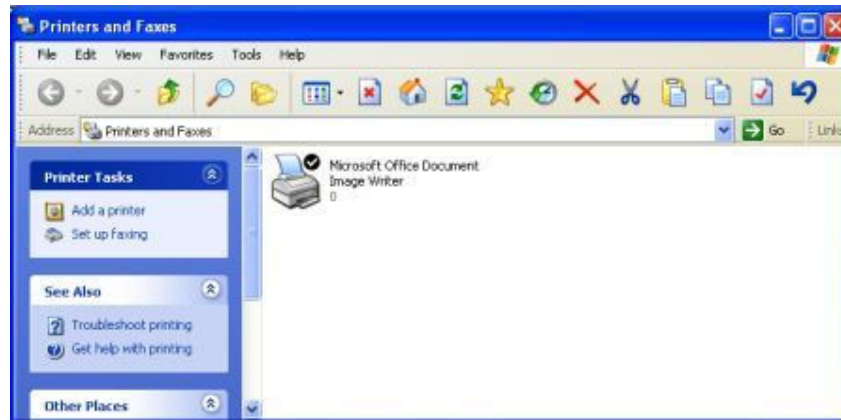 Printers and Faxes
File Edit View Favorites Tools Help
Address Printers and Faxes Go Links
Printer Tasks
Add a printer
Set up faxing
See Also
Troubleshoot printing
Get help with printing
Other Places
Microsoft Office Document
Image Writer
0